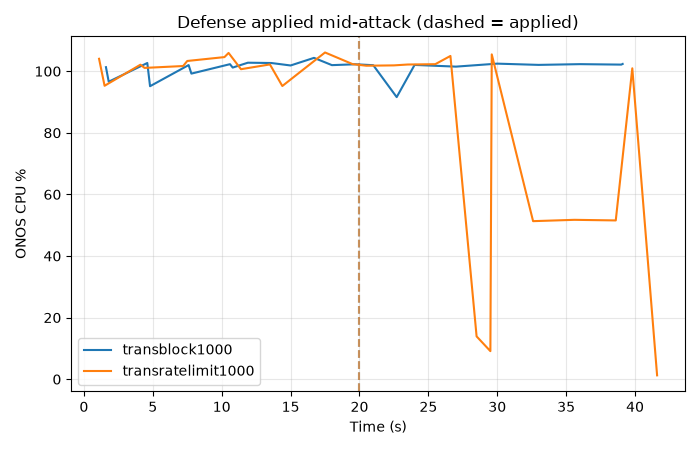 Defense applied mid-attack (dashed = applied)
ONOS CPU %
100
80
60
40
20
0
transblock1000
transratelimit1000
0 5 10 15 20 25 30 35 40
Time (s)